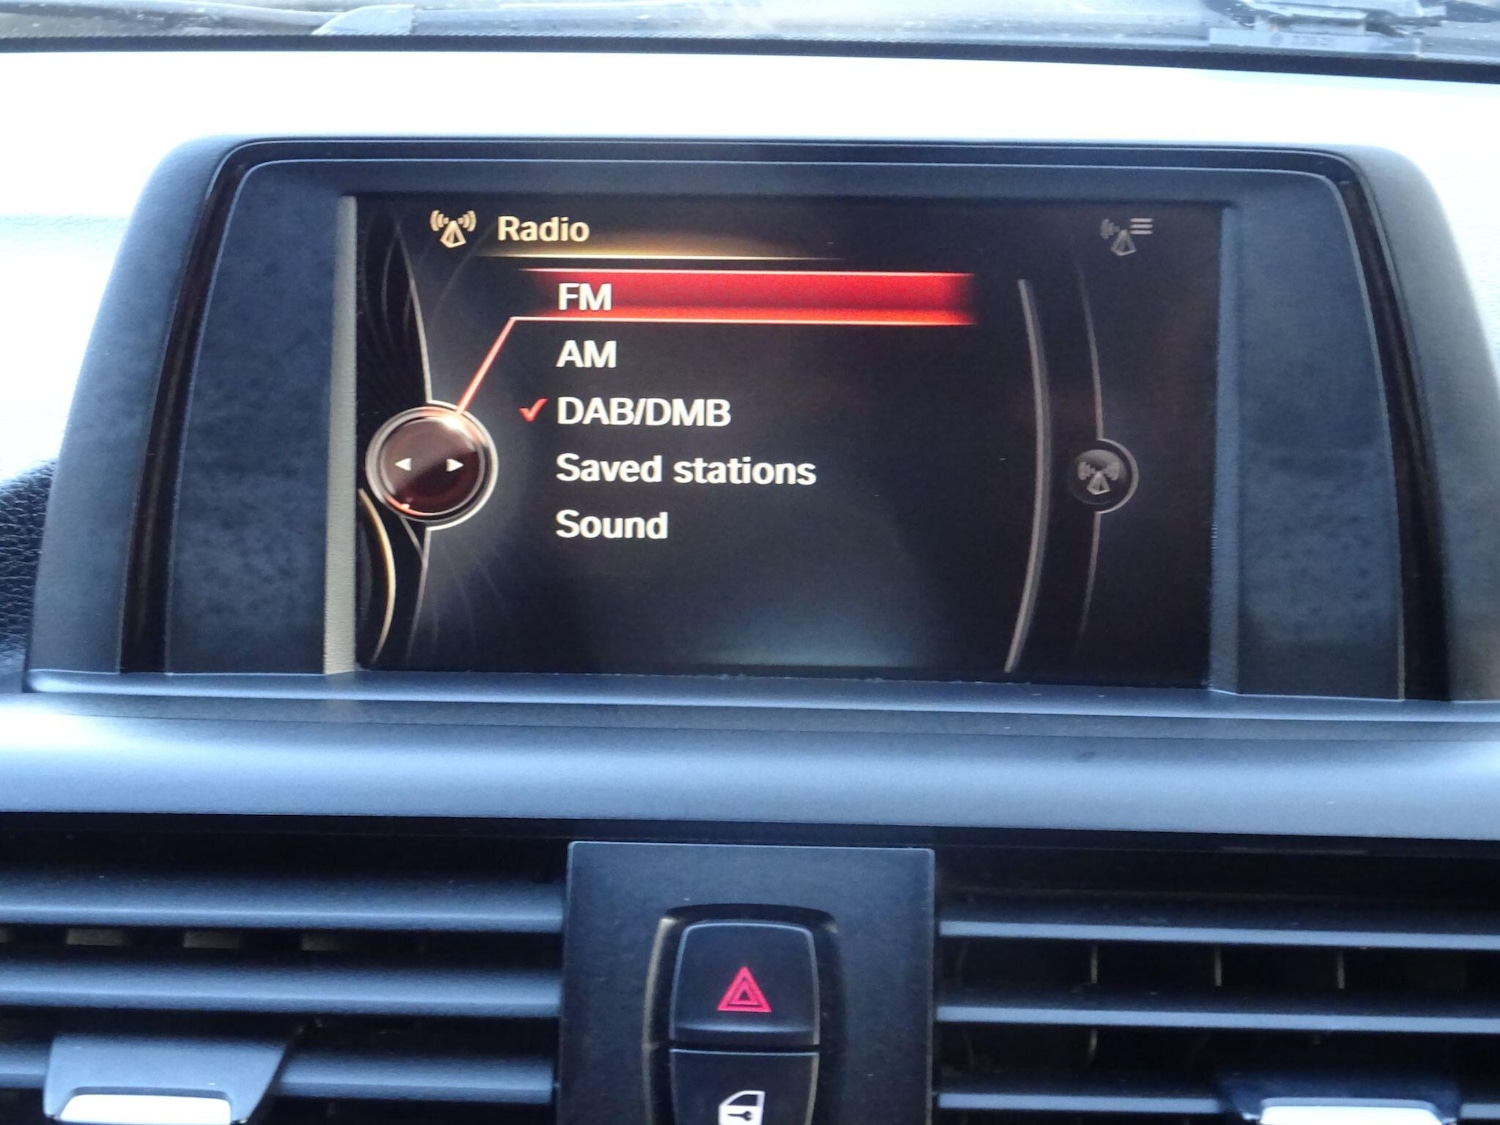 Radio
FM
AM
DAB/DMB
Saved stations
Sound